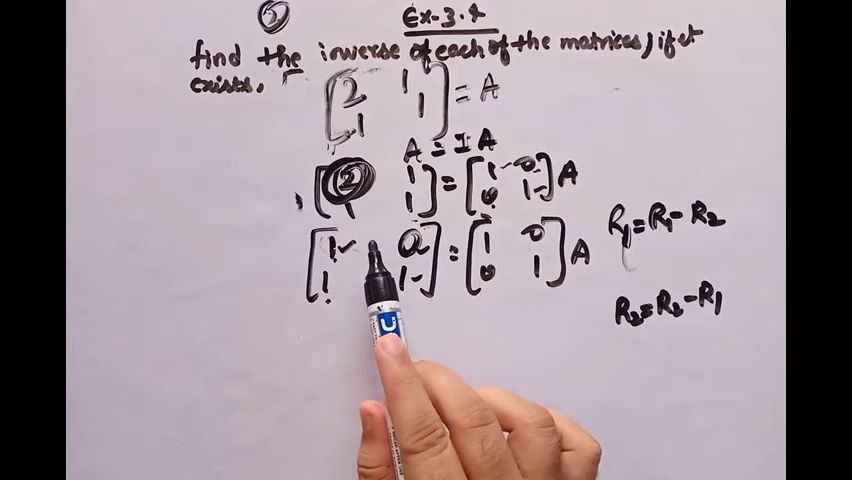 ② Ex-3.4
find the inverse of each of the matrices, if it
exists.
[2 1
1 1] = A
A = I A
[2 1
1 1] = [1 0
0 1] A
R₁ = R₁ - R₂
[1 0
1 1] = [1 0
0 1] A
R₂ = R₂ - R₁
U